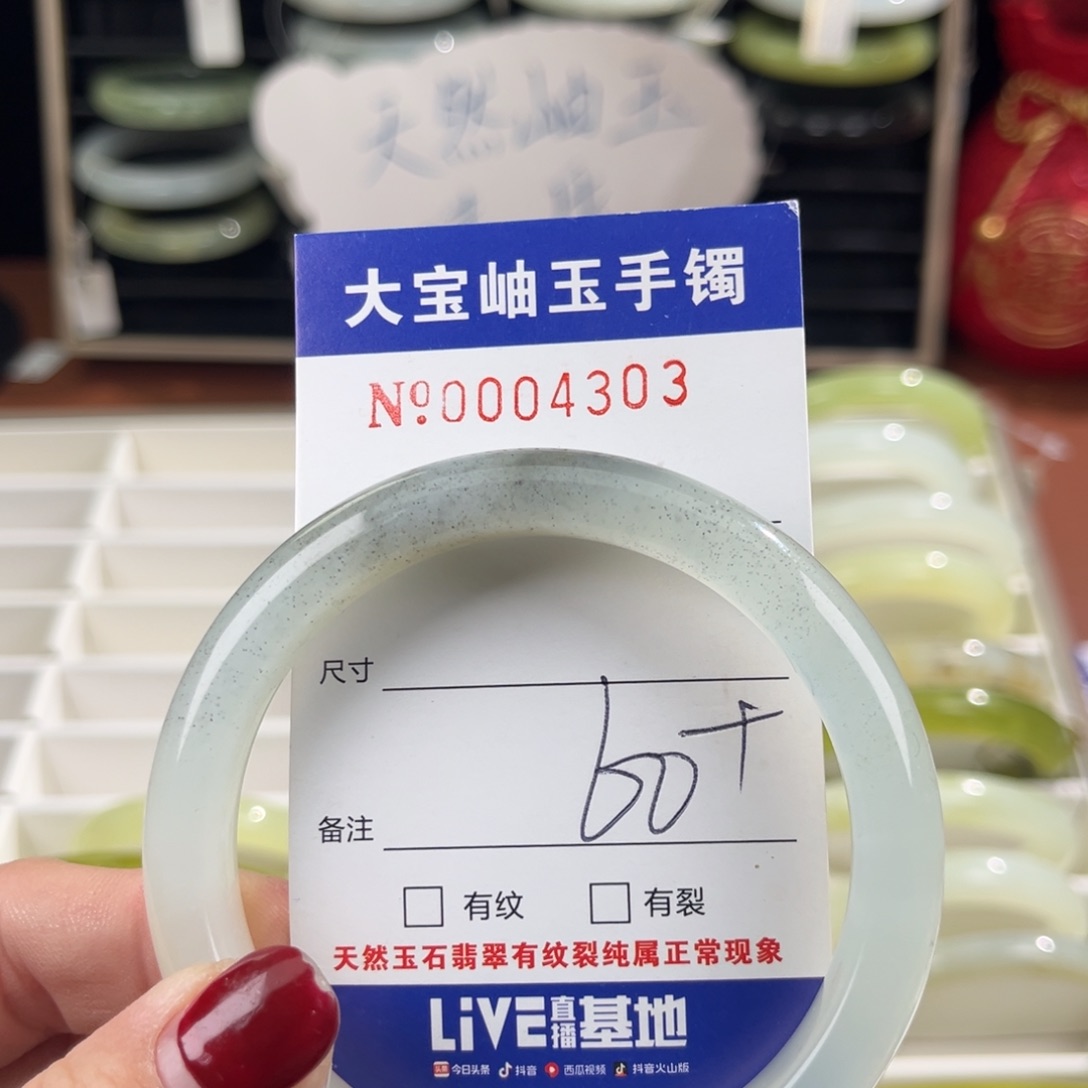 天然岫玉
大宝岫玉手镯
Nº0004303
尺寸
60+
备注
有纹 有裂
天然玉石翡翠有纹裂纯属正常现象
LiVE直播基地
头条 今日头条 抖音 西瓜视频 抖音火山版